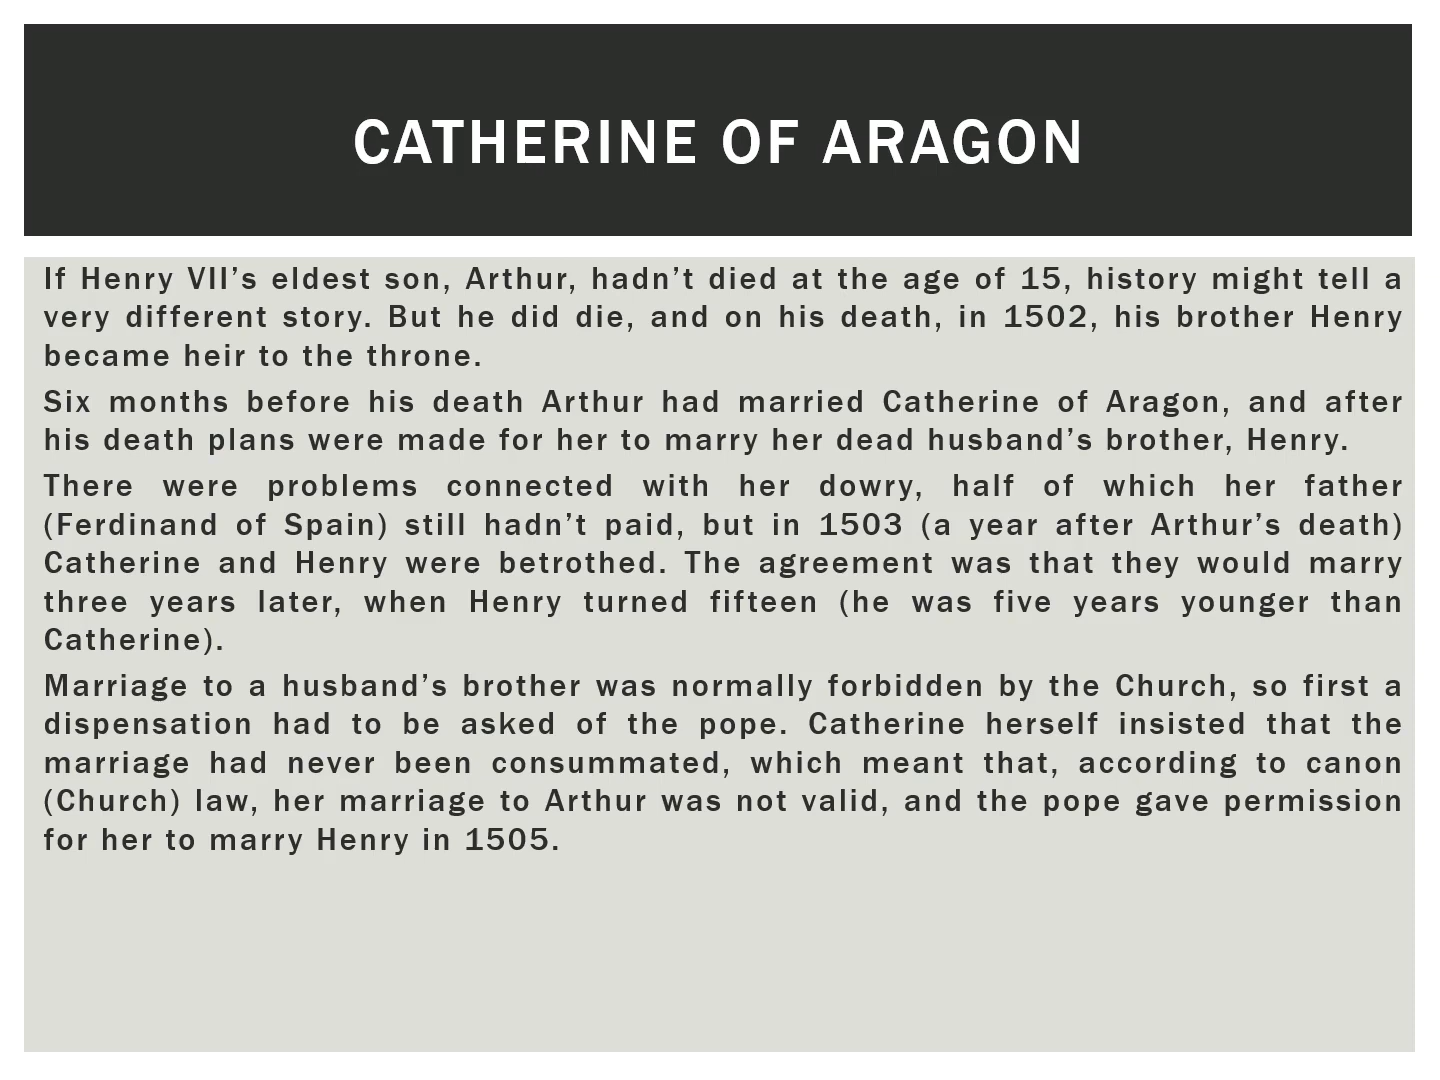 CATHERINE OF ARAGON
If Henry VII’s eldest son, Arthur, hadn’t died at the age of 15, history might tell a
very different story. But he did die, and on his death, in 1502, his brother Henry
became heir to the throne.
Six months before his death Arthur had married Catherine of Aragon, and after
his death plans were made for her to marry her dead husband’s brother, Henry.
There were problems connected with her dowry, half of which her father
(Ferdinand of Spain) still hadn’t paid, but in 1503 (a year after Arthur’s death)
Catherine and Henry were betrothed. The agreement was that they would marry
three years later, when Henry turned fifteen (he was five years younger than
Catherine).
Marriage to a husband’s brother was normally forbidden by the Church, so first a
dispensation had to be asked of the pope. Catherine herself insisted that the
marriage had never been consummated, which meant that, according to canon
(Church) law, her marriage to Arthur was not valid, and the pope gave permission
for her to marry Henry in 1505.